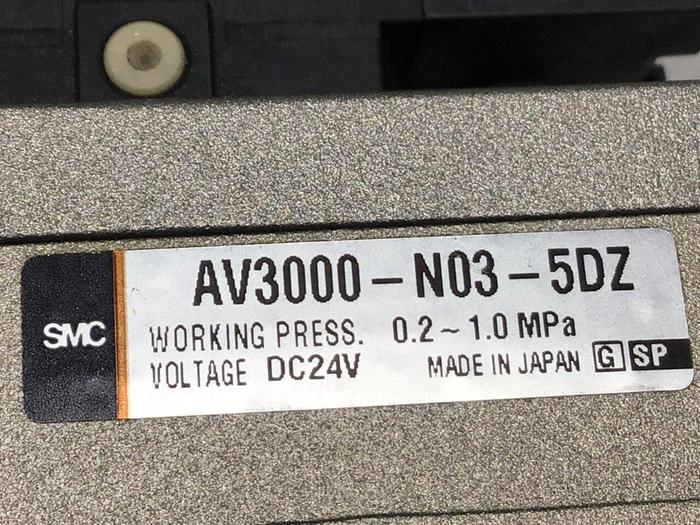 AV3000-N03-5DZ
SMC
WORKING PRESS. 0.2~1.0 MPa
VOLTAGE DC24V MADE IN JAPAN G SP